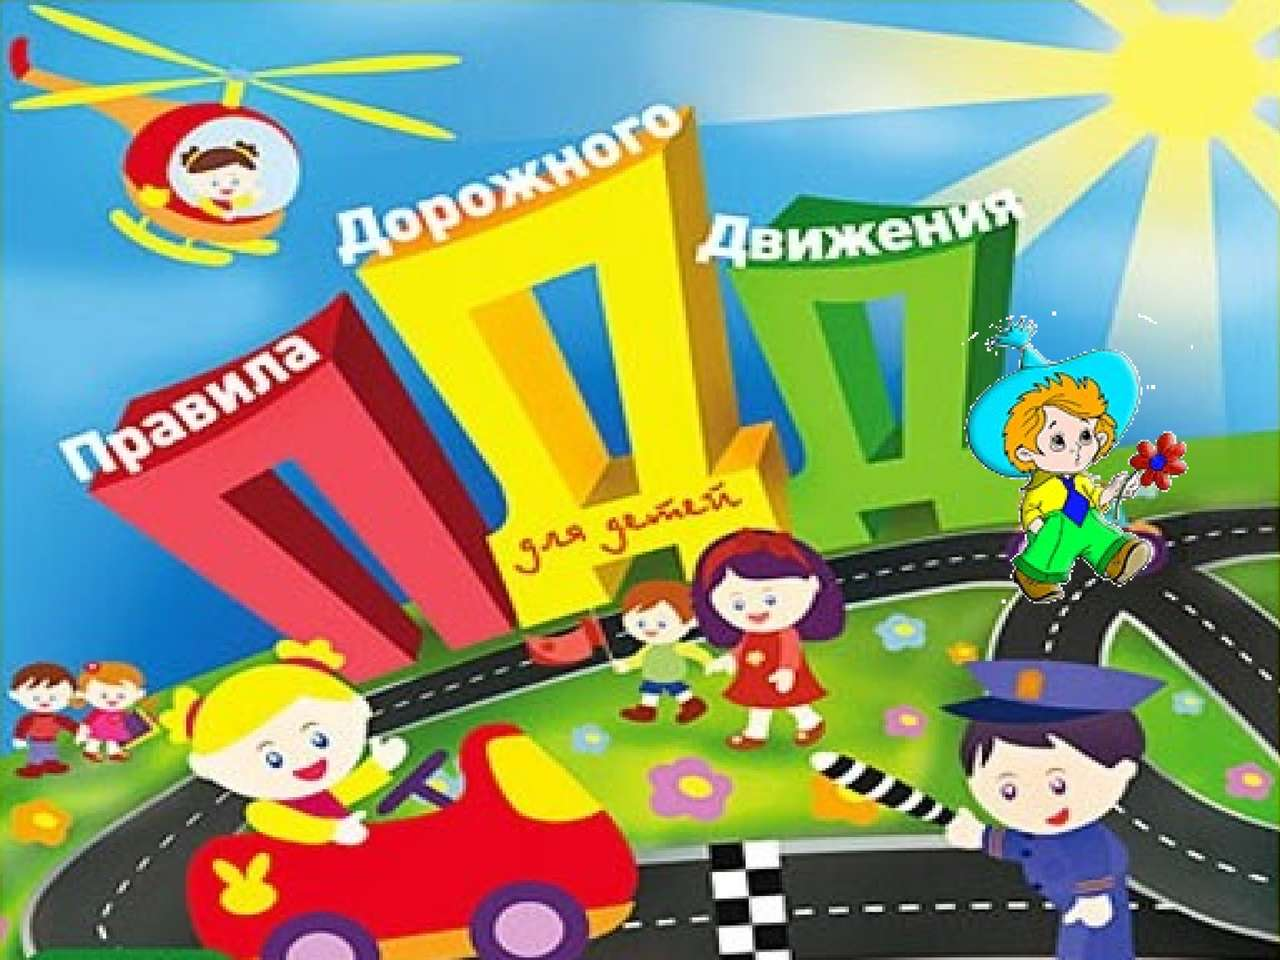 Правила
Дорожного
Движения
ПДД
для детей